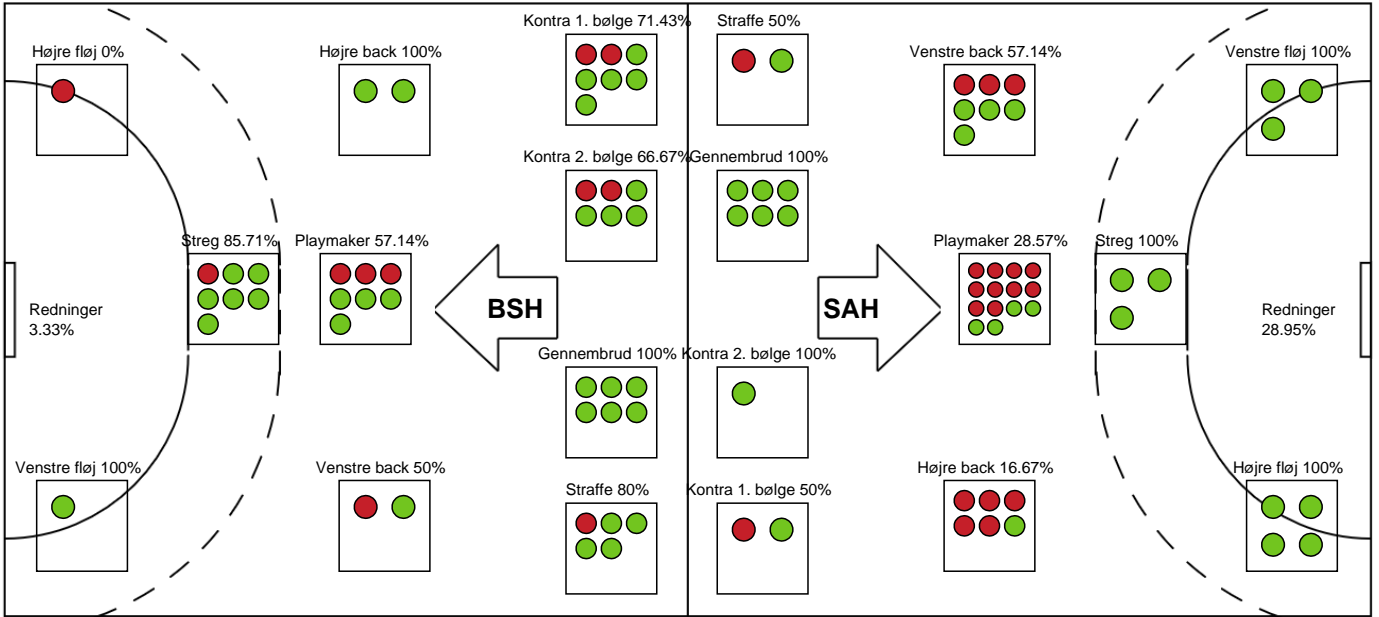 Kontra 1. bølge 71.43%
Straffe 50%
Højre fløj 0%
Højre back 100%
Venstre back 57.14%
Venstre fløj 100%
Kontra 2. bølge 66.67%
Gennembrud 100%
Streg 85.71%
Playmaker 57.14%
Playmaker 28.57%
Streg 100%
Redninger
3.33%
BSH
SAH
Redninger
28.95%
Gennembrud 100%
Kontra 2. bølge 100%
Venstre fløj 100%
Venstre back 50%
Straffe 80%
Kontra 1. bølge 50%
Højre back 16.67%
Højre fløj 100%